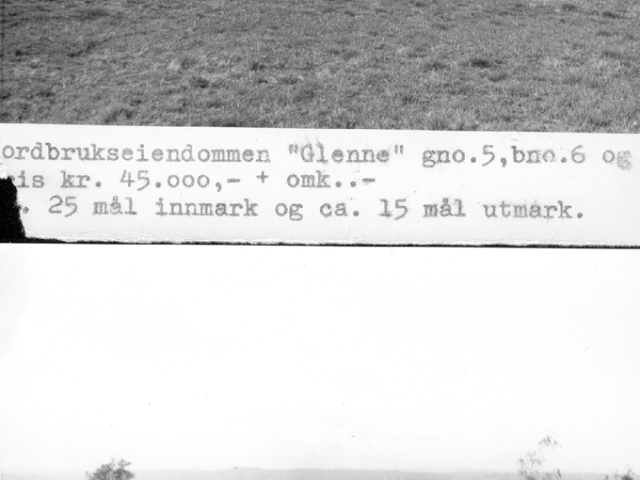 ordbrukseiendommen "Glenne" gno.5,bno.6 og
is kr. 45.ooo,- + omk..-
. 25 mål innmark og ca. 15 mål utmark.